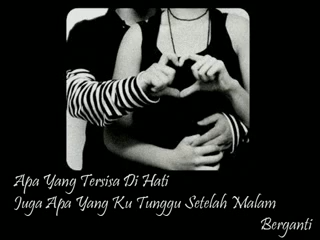 Apa Yang Tersisa Di Hati
Juga Apa Yang Ku Tunggu Setelah Malam
Berganti